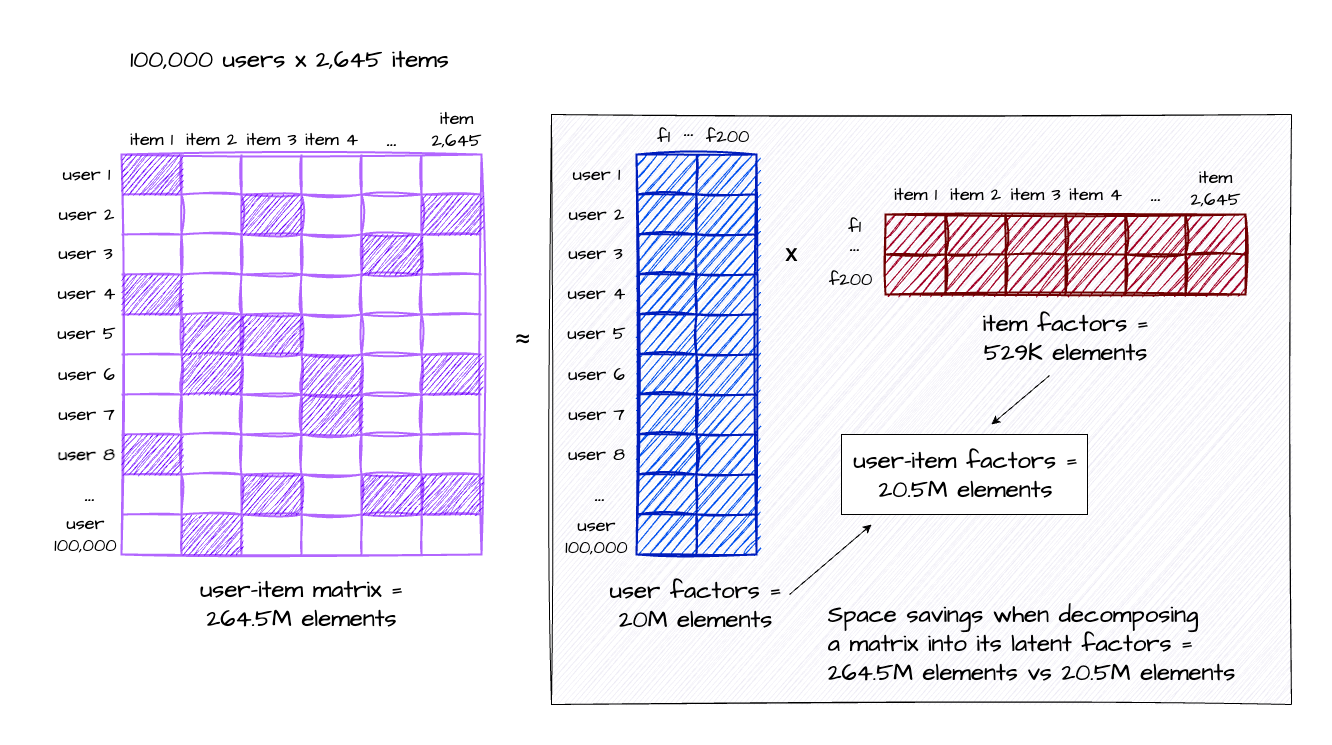 100,000 users x 2,645 items
item 1 item 2 item 3 item 4 ... item 2,645
user 1
user 2
user 3
user 4
user 5
user 6
user 7
user 8
...
user
100,000
user-item matrix =
264.5M elements
≈
f1 ... f200
user 1
user 2
user 3
user 4
user 5
user 6
user 7
user 8
...
user
100,000
user factors =
20M elements
x
item 1 item 2 item 3 item 4 ... item 2,645
f1
...
f200
item factors =
529K elements
user-item factors =
20.5M elements
Space savings when decomposing
a matrix into its latent factors =
264.5M elements vs 20.5M elements